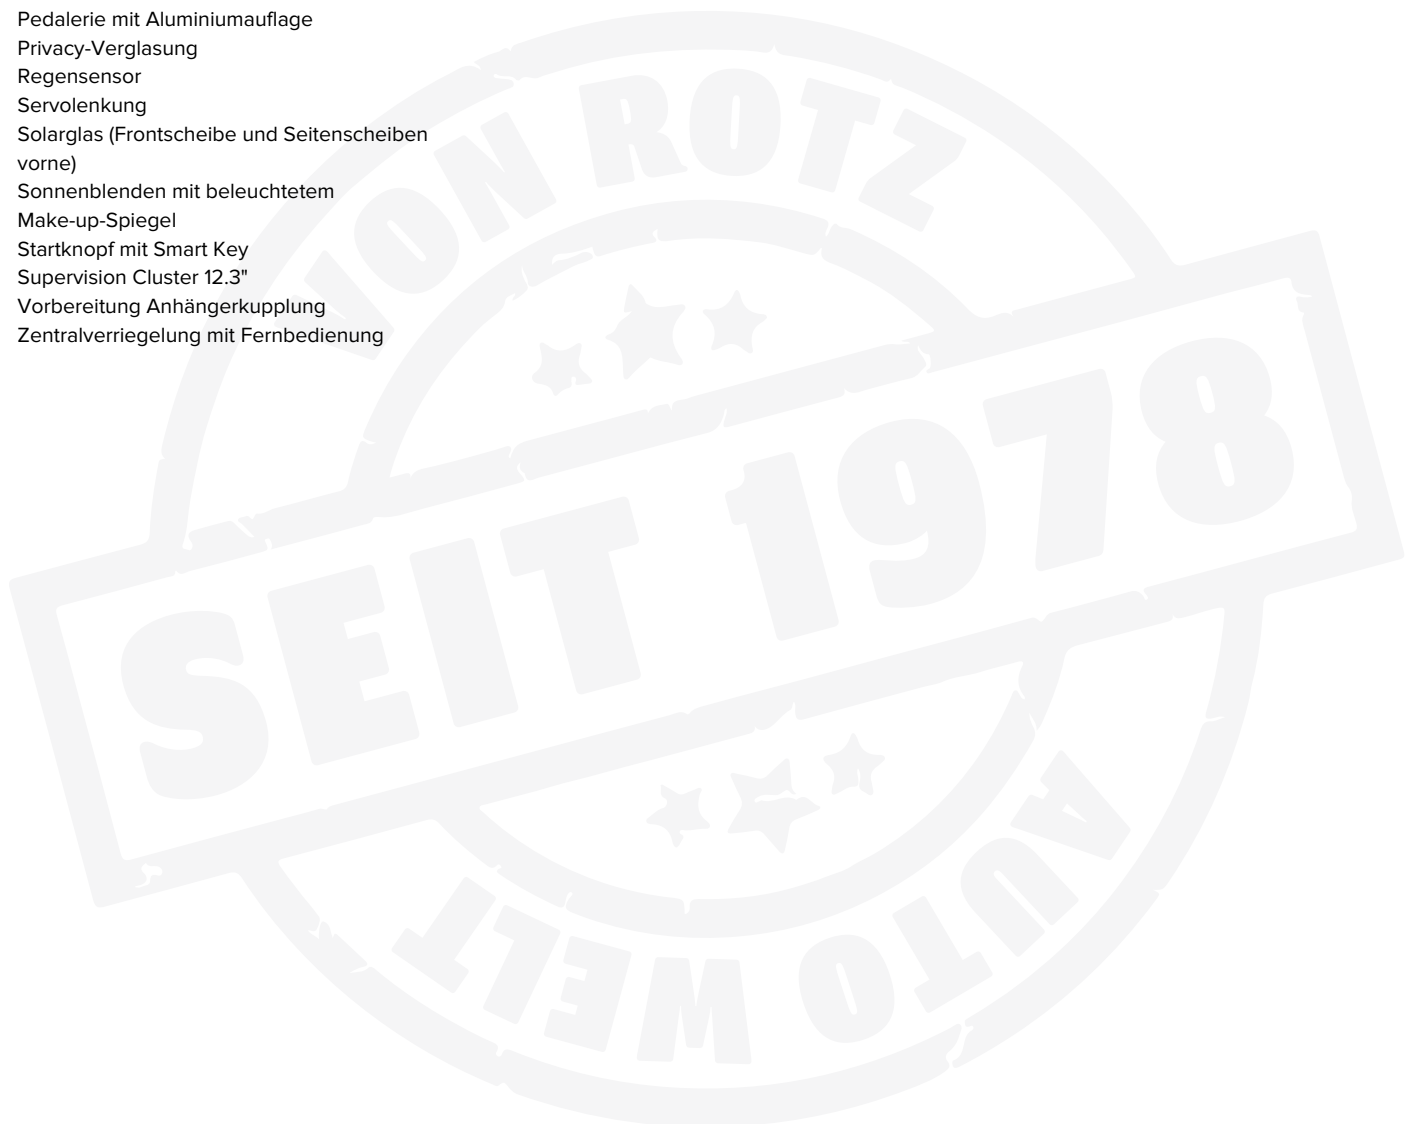 Pedalerie mit Aluminiumauflage
Privacy-Verglasung
Regensensor
Servolenkung
Solarglas (Frontscheibe und Seitenscheiben
vorne)
Sonnenblenden mit beleuchtetem
Make-up-Spiegel
Startknopf mit Smart Key
Supervision Cluster 12.3"
Vorbereitung Anhängerkupplung
Zentralverriegelung mit Fernbedienung
VON ROTZ
SEIT 1978
AUTO WELT